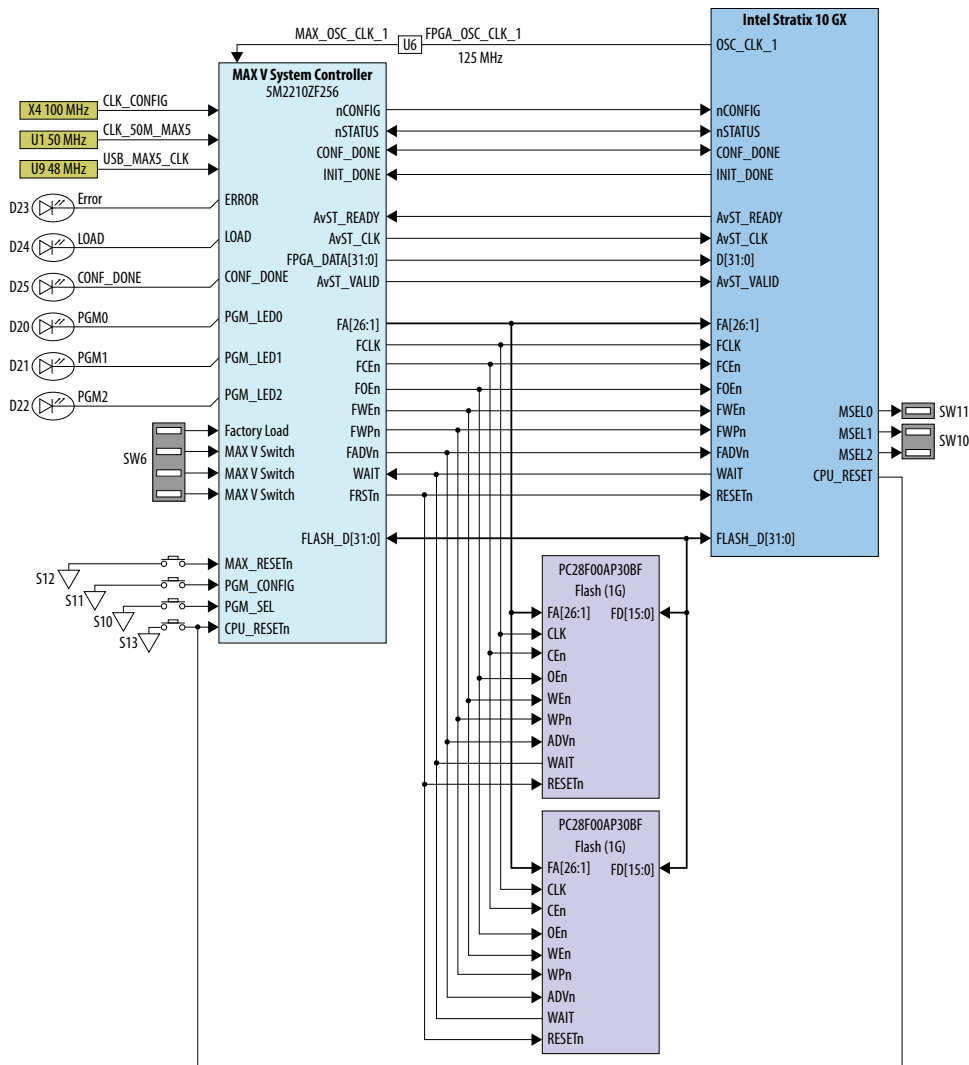 MAX_OSC_CLK_1
U6
FPGA_OSC_CLK_1
125 MHz
Intel Stratix 10 GX
OSC_CLK_1
MAX V System Controller
5M2210ZF256
X4 100 MHz
CLK_CONFIG
U1 50 MHz
CLK_50M_MAX5
U9 48 MHz
USB_MAX5_CLK
D23
Error
ERROR
D24
LOAD
LOAD
D25
CONF_DONE
CONF_DONE
D20
PGM0
PGM_LED0
D21
PGM1
PGM_LED1
D22
PGM2
PGM_LED2
SW6
Factory Load
MAX V Switch
MAX V Switch
MAX V Switch
S12
MAX_RESETn
S11
PGM_CONFIG
S10
PGM_SEL
S13
CPU_RESETn
nCONFIG
nSTATUS
CONF_DONE
INIT_DONE
AvST_READY
AvST_CLK
FPGA_DATA[31:0]
AvST_VALID
FA[26:1]
FCLK
FCEn
FOEn
FWEn
FWPn
FADVn
WAIT
FRSTn
FLASH_D[31:0]
nCONFIG
nSTATUS
CONF_DONE
INIT_DONE
AvST_READY
AvST_CLK
D[31:0]
AvST_VALID
FA[26:1]
FCLK
FCEn
FOEn
FWEn
FWPn
FADVn
WAIT
RESETn
FLASH_D[31:0]
MSEL0
SW11
MSEL1
MSEL2
SW10
CPU_RESET
PC28F00AP30BF
Flash (1G)
FA[26:1]
FD[15:0]
CLK
CEn
OEn
WEn
WPn
ADVn
WAIT
RESETn
PC28F00AP30BF
Flash (1G)
FA[26:1]
FD[15:0]
CLK
CEn
OEn
WEn
WPn
ADVn
WAIT
RESETn